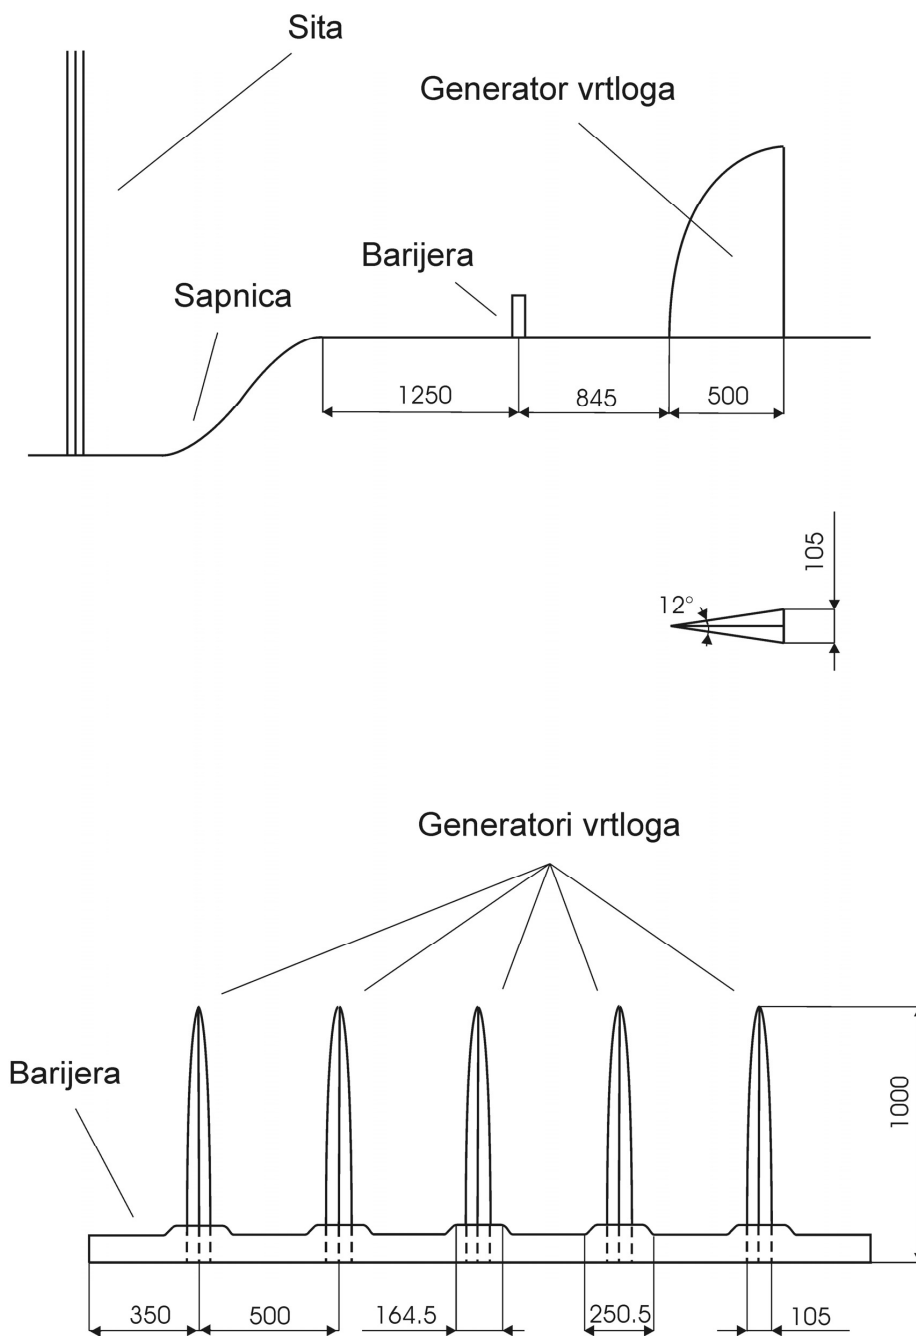 Sita
Generator vrtloga
Barijera
Sapnica
1250
845
500
105
12°
Generatori vrtloga
Barijera
1000
350
500
164.5
250.5
105